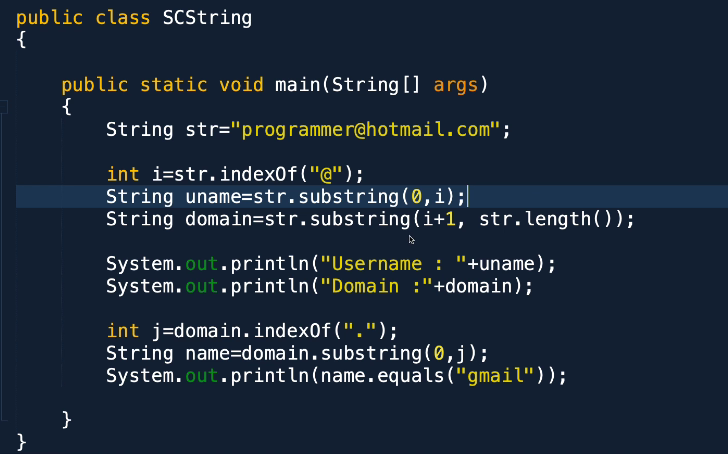 public class SCString
{
public static void main(String[] args)
{
String str="programmer@hotmail.com";
int i=str.indexOf("@");
String uname=str.substring(0,i);
String domain=str.substring(i+1, str.length());
System.out.println("Username : "+uname);
System.out.println("Domain :"+domain);
int j=domain.indexOf(".");
String name=domain.substring(0,j);
System.out.println(name.equals("gmail"));
}
}